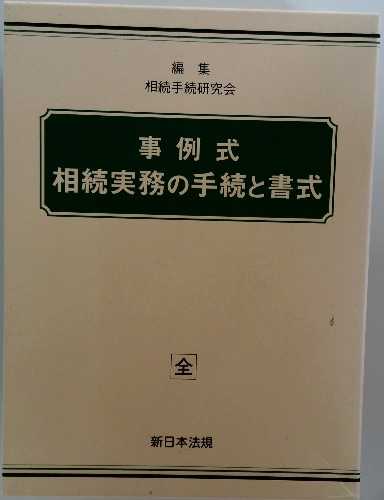 編集
相続手続研究会
事例式
相続実務の手続と書式
全
新日本法規